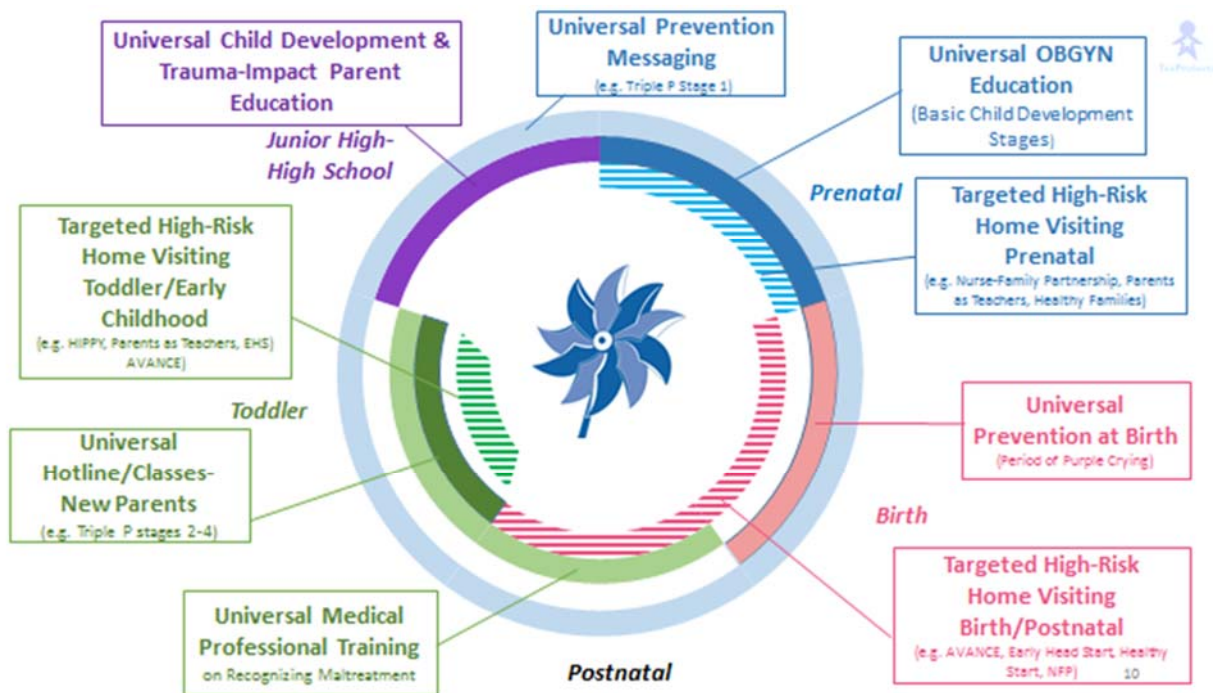 Universal Child Development &
Trauma-Impact Parent
Education
Junior High-
High School
Universal Prevention
Messaging
(e.g. Triple P Stage 1)
Universal OBGYN
Education
(Basic Child Development
Stages)
Prenatal
Targeted High-Risk
Home Visiting
Prenatal
(e.g. Nurse-Family Partnership, Parents
as Teachers, Healthy Families)
Universal
Prevention at Birth
(Period of Purple Crying)
Birth
Targeted High-Risk
Home Visiting
Birth/Postnatal
(e.g. AVANCE, Early Head Start, Healthy
Start, NFP)
10
Postnatal
Universal Medical
Professional Training
on Recognizing Maltreatment
Universal
Hotline/Classes-
New Parents
(e.g. Triple P stages 2-4)
Toddler
Targeted High-Risk
Home Visiting
Toddler/Early
Childhood
(e.g. HIPPY, Parents as Teachers, EHS)
AVANCE)